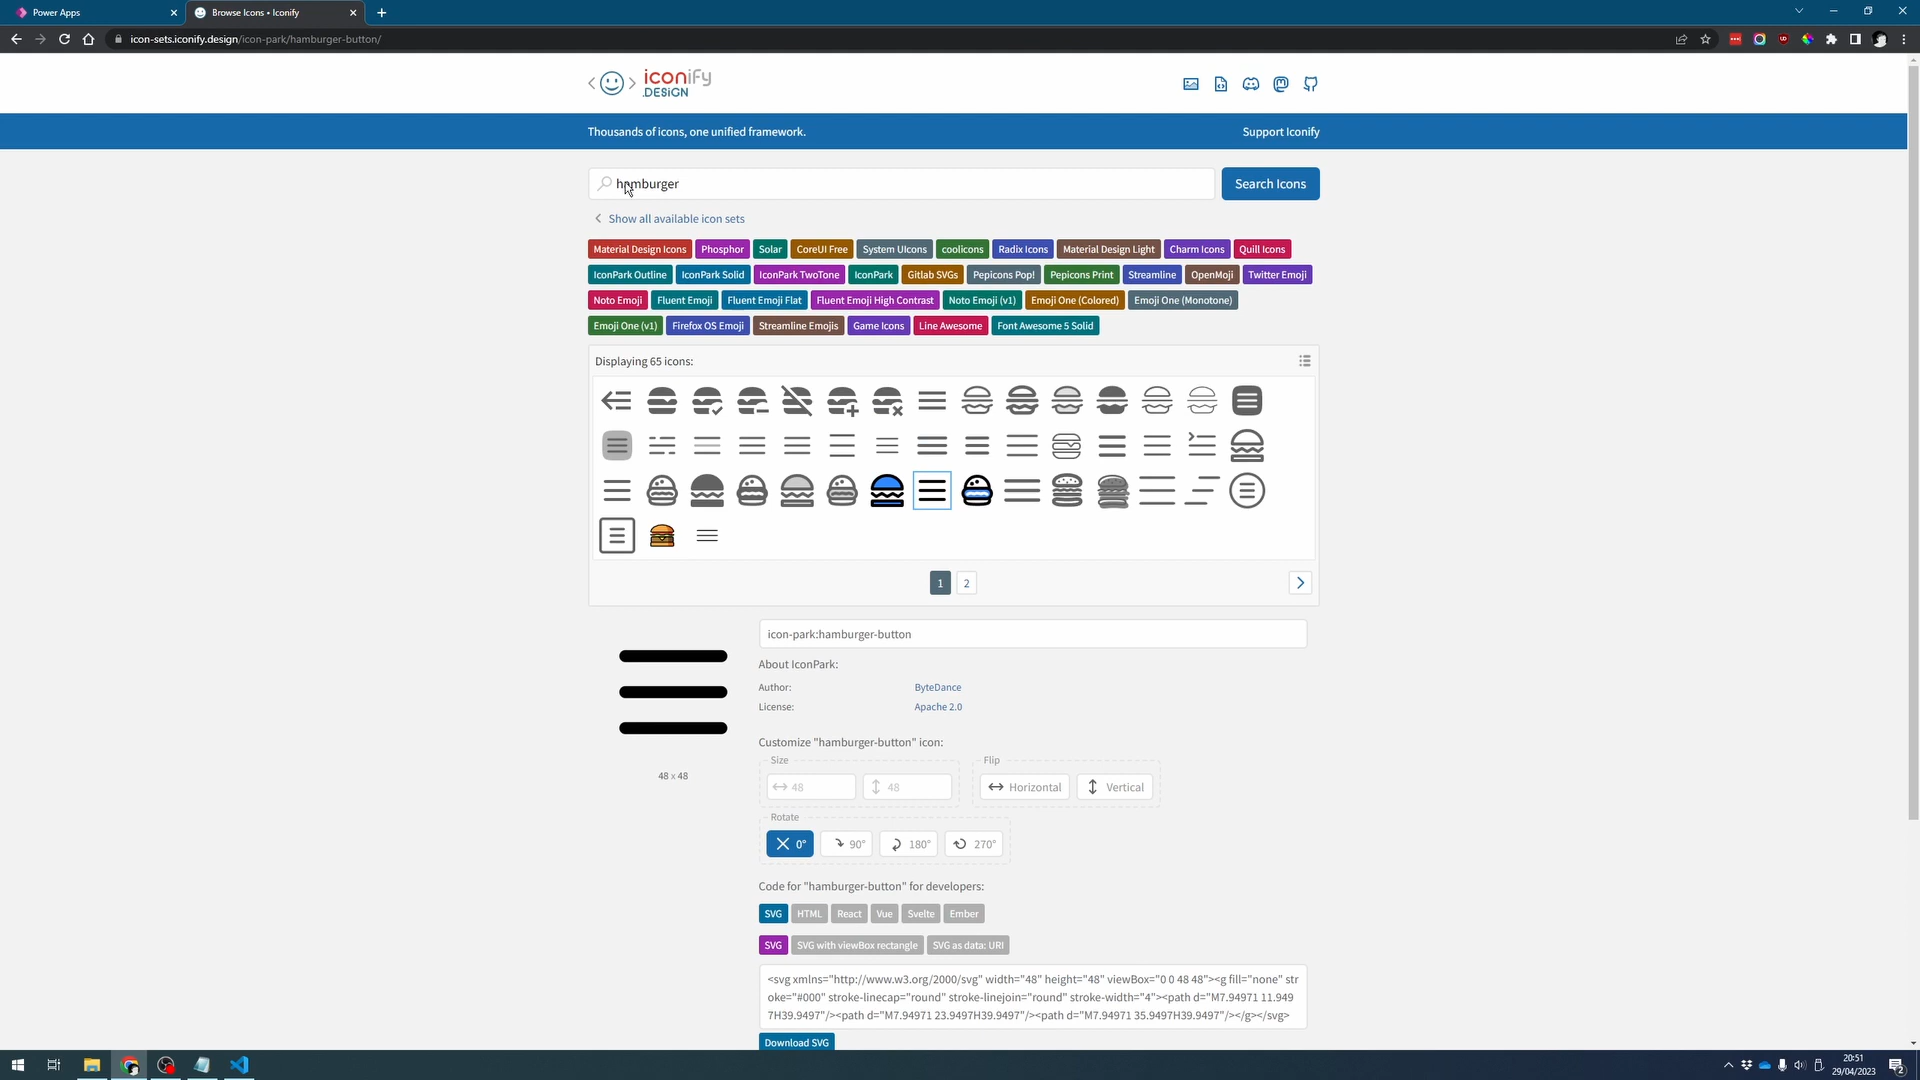 Power Apps
Browse Icons • Iconify
icon-sets.iconify.design/icon-park/hamburger-button/
iconify
.DESIGN
Thousands of icons, one unified framework.
Support Iconify
hamburger
Search Icons
Show all available icon sets
Material Design Icons Phosphor Solar CoreUI Free System UIcons coolicons Radix Icons Material Design Light Charm Icons Quill Icons
IconPark Outline IconPark Solid IconPark TwoTone IconPark Gitlab SVGs Pepicons Pop! Pepicons Print Streamline OpenMoji Twitter Emoji
Noto Emoji Fluent Emoji Fluent Emoji Flat Fluent Emoji High Contrast Noto Emoji (v1) Emoji One (Colored) Emoji One (Monotone)
Emoji One (v1) Firefox OS Emoji Streamline Emojis Game Icons Line Awesome Font Awesome 5 Solid
Displaying 65 icons:
1 2
icon-park:hamburger-button
About IconPark:
Author: ByteDance
License: Apache 2.0
Customize "hamburger-button" icon:
Size Flip
48 48 Horizontal Vertical
48 x 48
Rotate
0° 90° 180° 270°
Code for "hamburger-button" for developers:
SVG HTML React Vue Svelte Ember
SVG SVG with viewBox rectangle SVG as data: URI
<svg xmlns="http://www.w3.org/2000/svg" width="48" height="48" viewBox="0 0 48 48"><g fill="none" str
oke="#000" stroke-linecap="round" stroke-linejoin="round" stroke-width="4"><path d="M7.94971 11.949
7H39.9497"/><path d="M7.94971 23.9497H39.9497"/><path d="M7.94971 35.9497H39.9497"/></g></svg>
Download SVG
20:51
29/04/2023
2